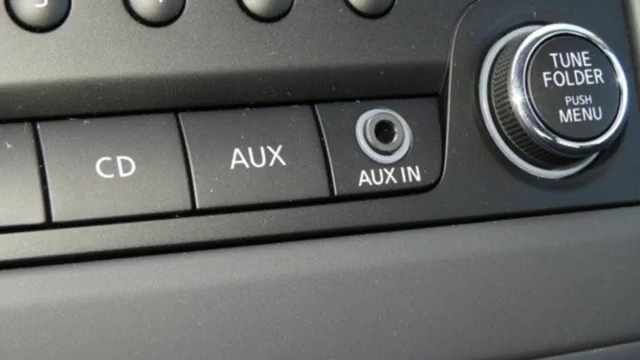 CD
AUX
AUX IN
TUNE
FOLDER
PUSH
MENU